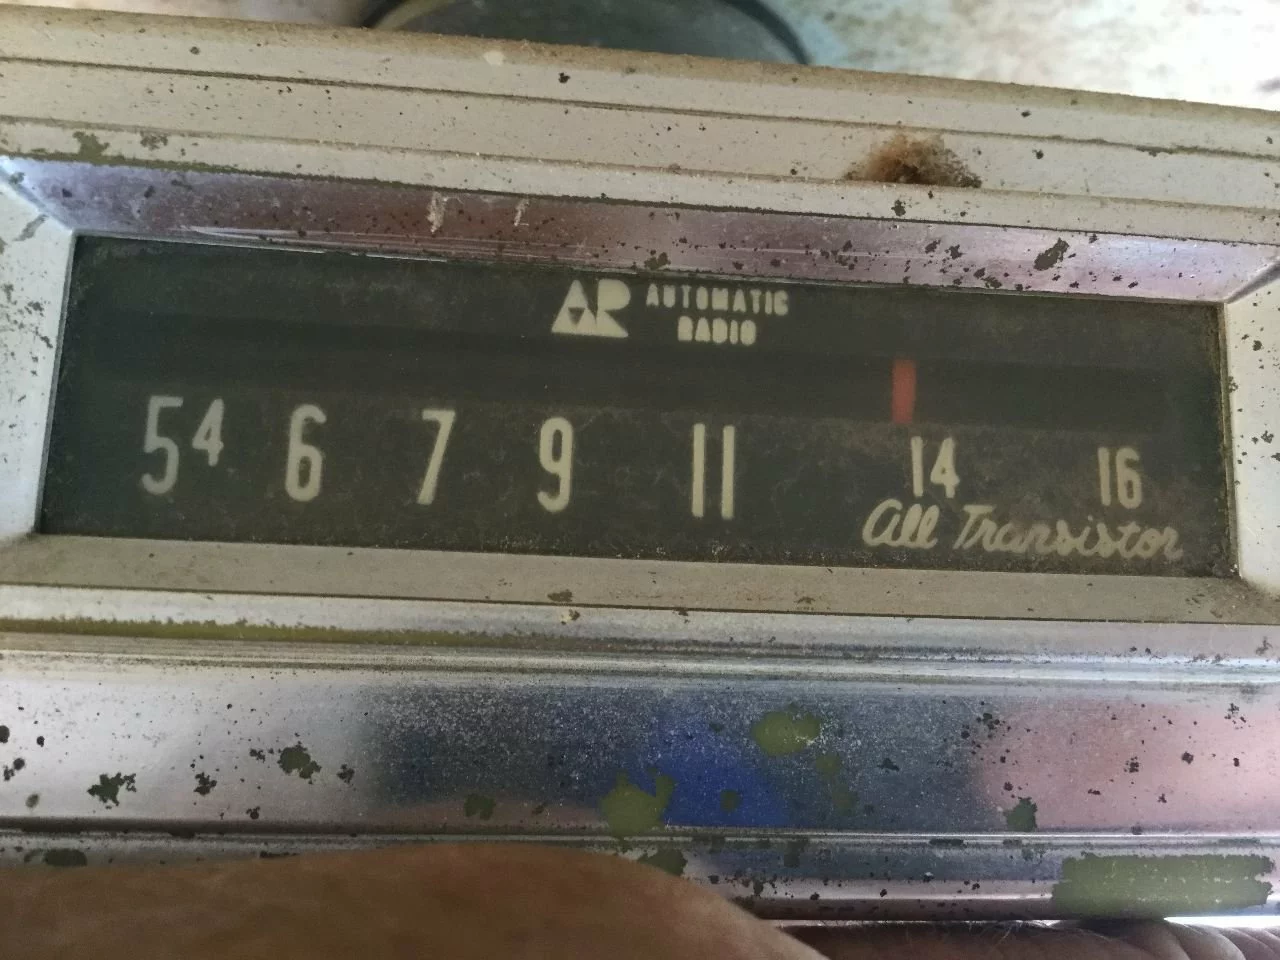 AR AUTOMATIC
RADIO
54 6 7 9 11 14 16
All Transistor